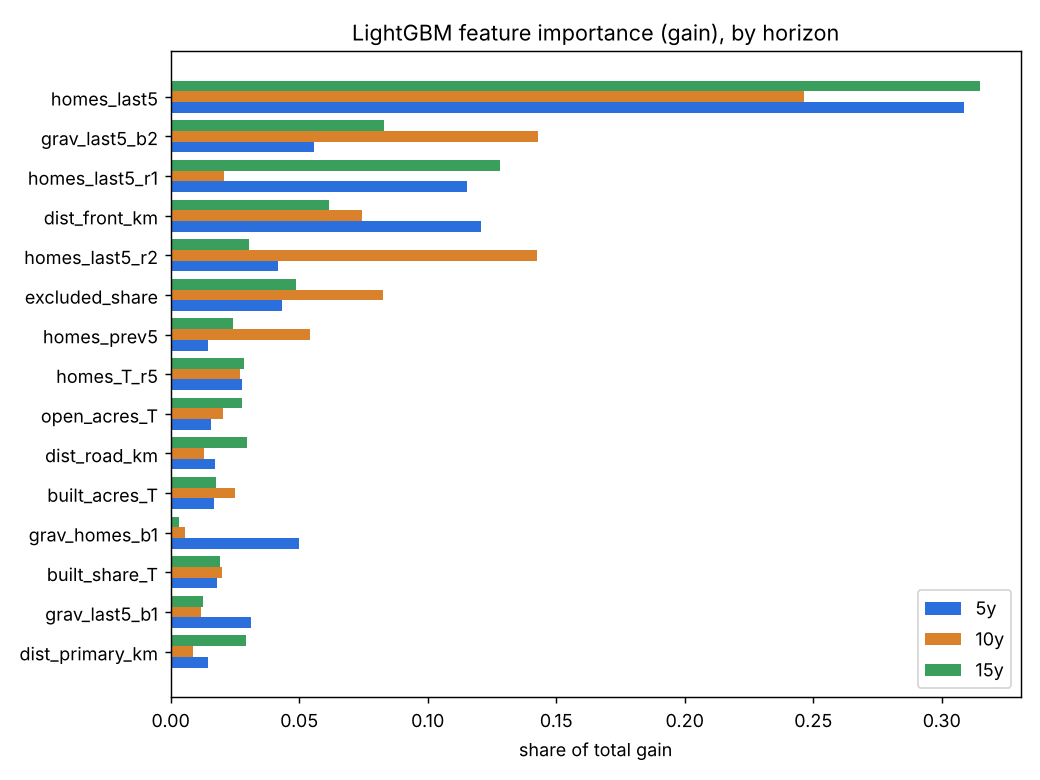 LightGBM feature importance (gain), by horizon
homes_last5
grav_last5_b2
homes_last5_r1
dist_front_km
homes_last5_r2
excluded_share
homes_prev5
homes_T_r5
open_acres_T
dist_road_km
built_acres_T
grav_homes_b1
built_share_T
grav_last5_b1
dist_primary_km
5y
10y
15y
0.00 0.05 0.10 0.15 0.20 0.25 0.30
share of total gain